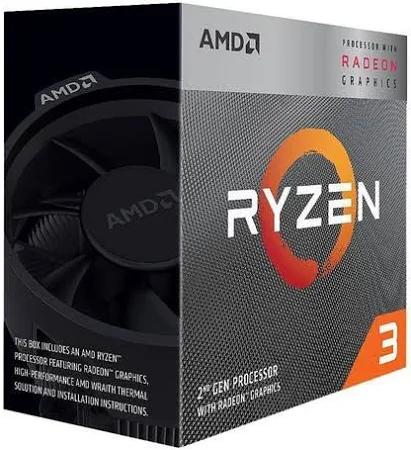 AMD
PROCESSOR WITH
RADEON
GRAPHICS
AMD
AMD
RYZEN
3
THIS BOX INCLUDES AN AMD RYZEN™
PROCESSOR FEATURING RADEON™ GRAPHICS,
HIGH-PERFORMANCE AMD WRAITH THERMAL
SOLUTION AND INSTALLATION INSTRUCTIONS.
2ND GEN PROCESSOR
WITH RADEON™ GRAPHICS